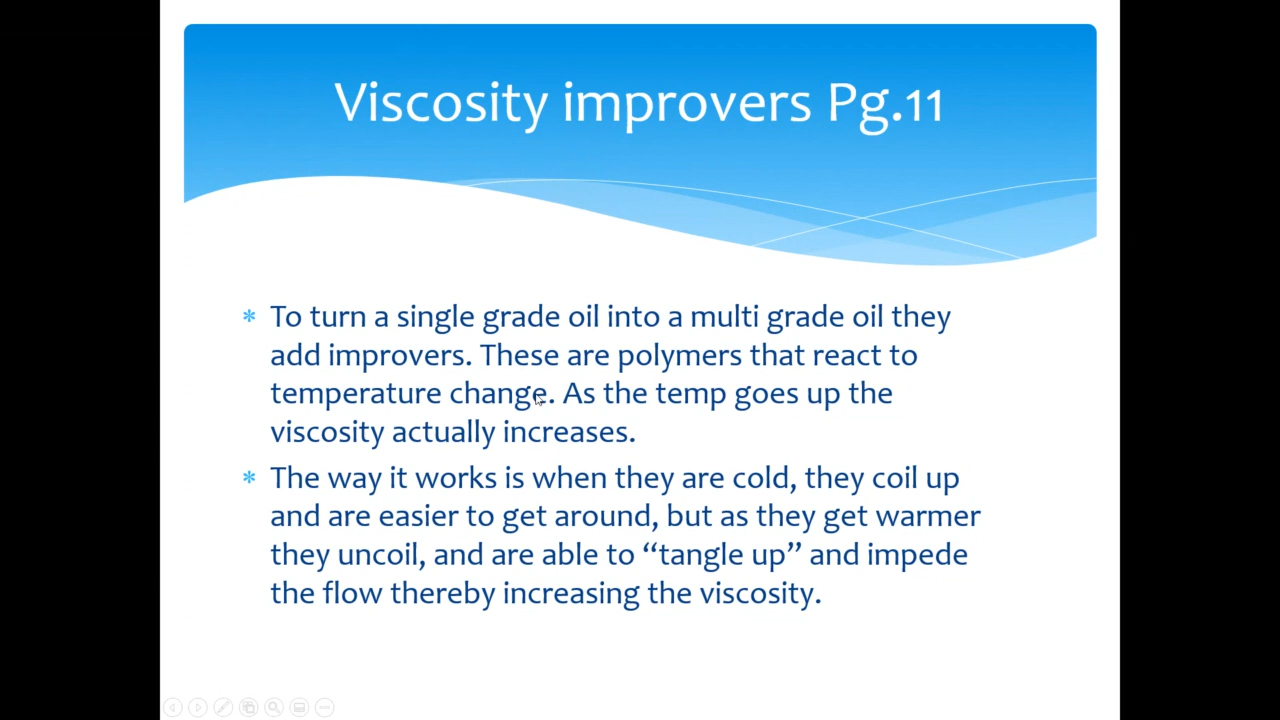 Viscosity improvers Pg.11
* To turn a single grade oil into a multi grade oil they
add improvers. These are polymers that react to
temperature change. As the temp goes up the
viscosity actually increases.
* The way it works is when they are cold, they coil up
and are easier to get around, but as they get warmer
they uncoil, and are able to “tangle up” and impede
the flow thereby increasing the viscosity.